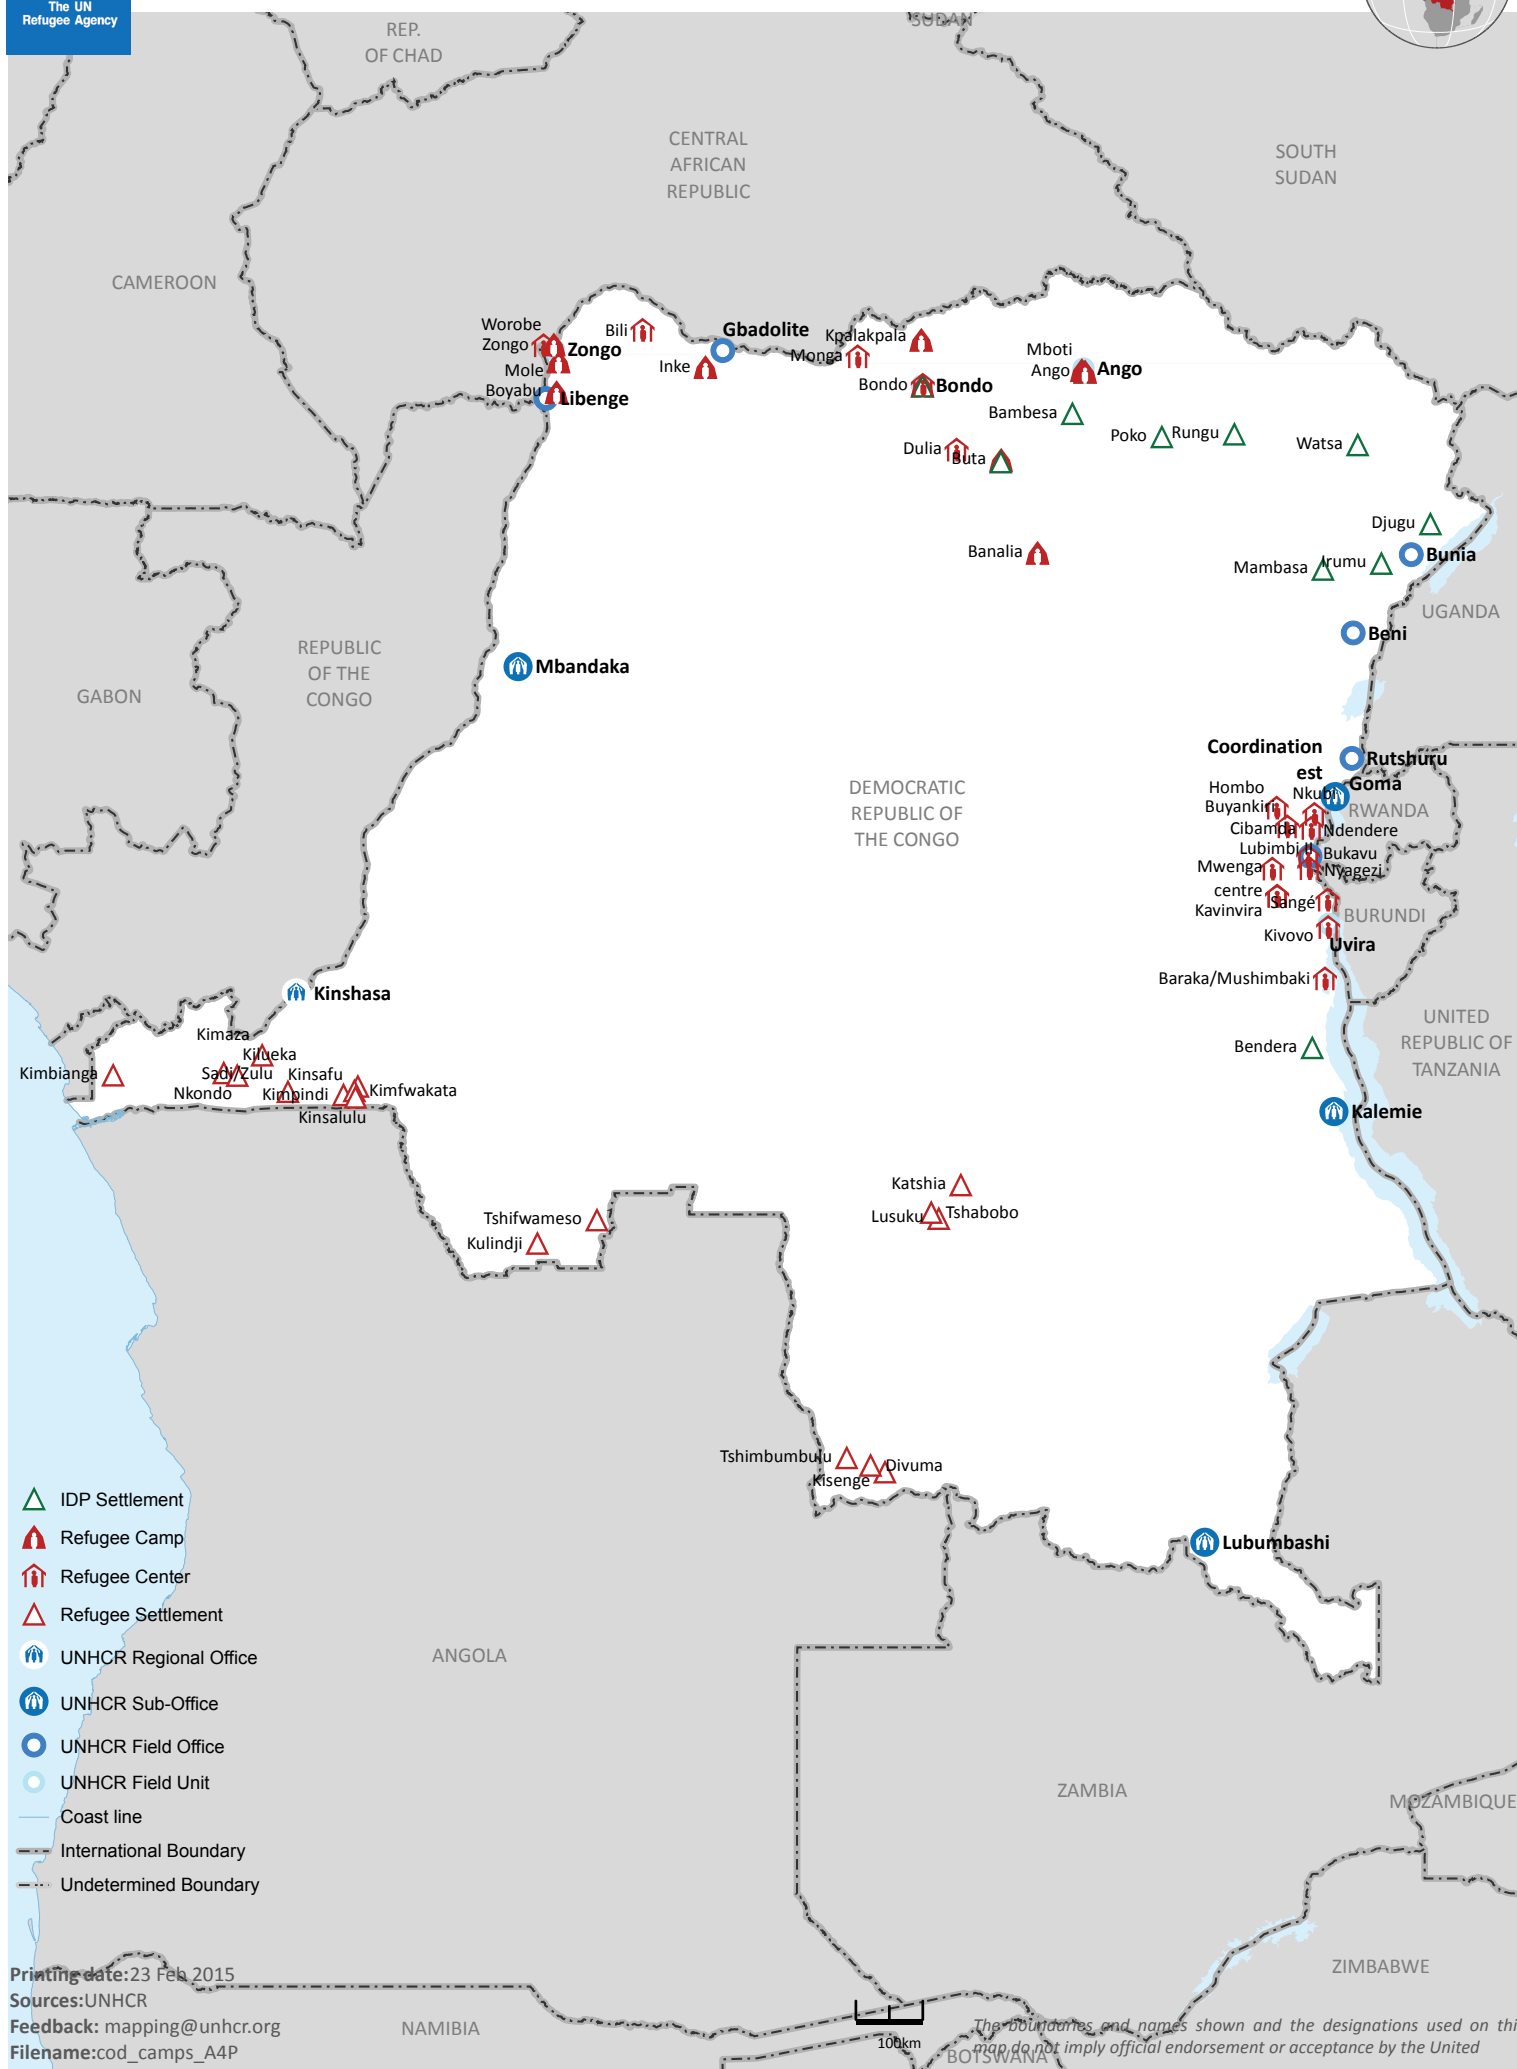 The UN
Refugee Agency
REP.
OF CHAD
SUDAN
CENTRAL
AFRICAN
REPUBLIC
SOUTH
SUDAN
CAMEROON
Worobe
Zongo
Zongo
Mole
Boyabu
Libenge
Bili
Inke
Gbadolite
Kpalakpala
Monga
Bondo
Bondo
Mboti
Ango
Ango
Bambesa
Poko
Rungu
Watsa
Dulia
Buta
Djugu
Banalia
Mambasa
Irumu
Bunia
UGANDA
Beni
REPUBLIC
OF THE
CONGO
GABON
Mbandaka
Coordination
est
Rutshuru
Goma
Hombo
Nkubi
Buyankiri
RWANDA
Cibamda
Ndendere
Lubimbi II
Bukavu
Mwenga
Nyagezi
centre
Kavinvira
Sangé
BURUNDI
Kivovo
Uvira
Baraka/Mushimbaki
DEMOCRATIC
REPUBLIC OF
THE CONGO
Kinshasa
UNITED
REPUBLIC OF
TANZANIA
Bendera
Kalemie
Kimaza
Kilueka
Kimbianga
Sadi/Zulu
Kinsafu
Nkondo
Kimpindi
Kimfwakata
Kinsalulu
Tshifwameso
Kulindji
Katshia
Lusuku
Tshabobo
Tshimbumbulu
Divuma
Kisenge
Lubumbashi
IDP Settlement
Refugee Camp
Refugee Center
Refugee Settlement
UNHCR Regional Office
UNHCR Sub-Office
UNHCR Field Office
UNHCR Field Unit
Coast line
International Boundary
Undetermined Boundary
ANGOLA
ZAMBIA
MOZAMBIQUE
ZIMBABWE
NAMIBIA
BOTSWANA
Printing date:23 Feb 2015
Sources:UNHCR
Feedback: mapping@unhcr.org
Filename:cod_camps_A4P
100km
The boundaries and names shown and the designations used on thi
map do not imply official endorsement or acceptance by the United